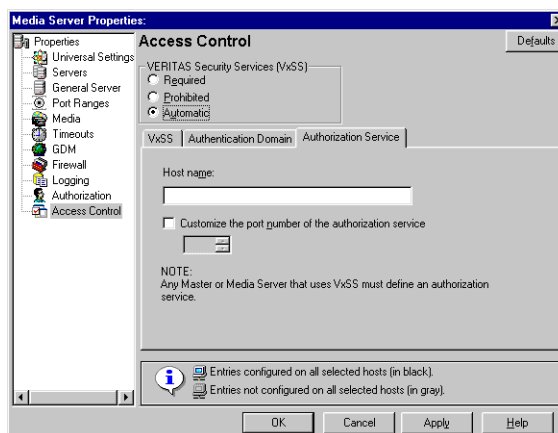 Media Server Properties:
Properties
Universal Settings
Servers
General Server
Port Ranges
Media
Timeouts
GDM
Firewall
Logging
Authorization
Access Control
Access Control
Defaults
VERITAS Security Services (VxSS)
Required
Prohibited
Automatic
VxSS
Authentication Domain
Authorization Service
Host name:
Customize the port number of the authorization service
NOTE:
Any Master or Media Server that uses VxSS must define an authorization
service.
Entries configured on all selected hosts (in black).
Entries not configured on all selected hosts (in gray).
OK
Cancel
Apply
Help